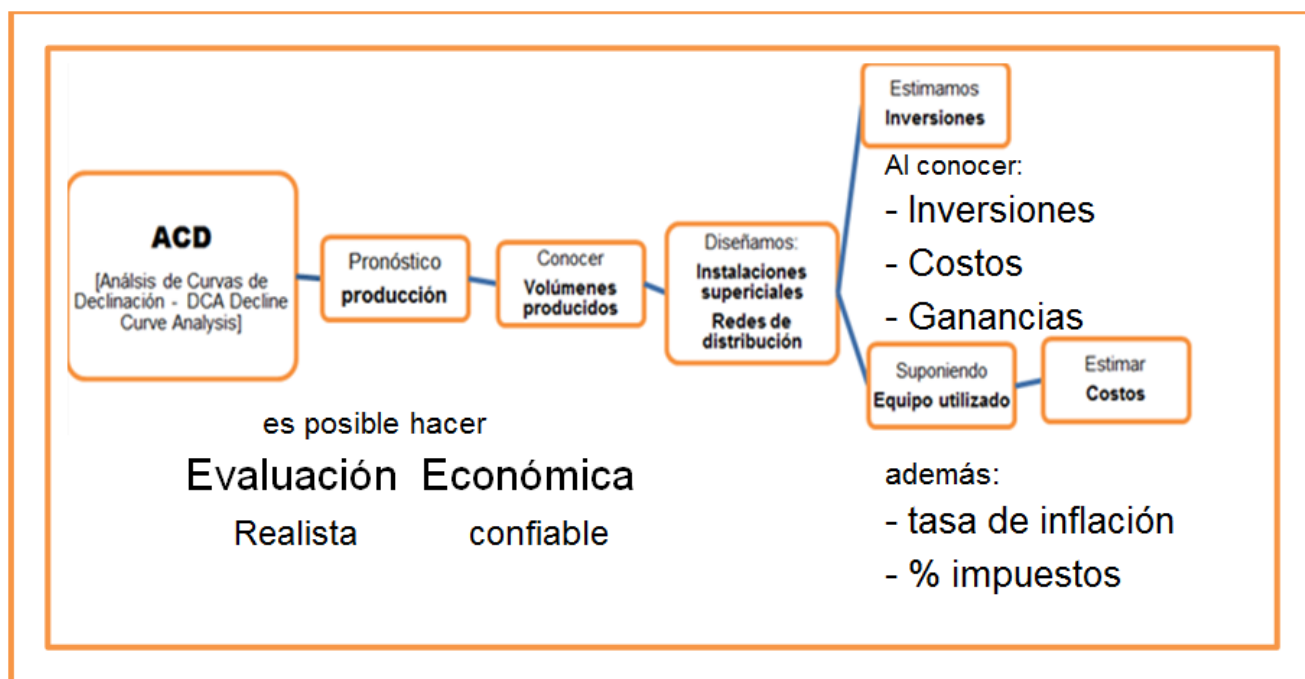 ACD
[Análsis de Curvas de
Declinación - DCA Decline
Curve Analysis]
Pronóstico
producción
Conocer
Volúmenes
producidos
Diseñamos:
Instalaciones
supericiales
Redes de
distribución
Estimamos
Inversiones
Al conocer:
- Inversiones
- Costos
- Ganancias
Suponiendo
Equipo utilizado
Estimar
Costos
además:
- tasa de inflación
- % impuestos
es posible hacer
Evaluación Económica
Realista confiable